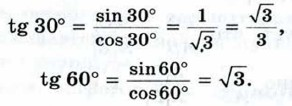 tg 30° = sin 30° / cos 30° = 1 / √3 = √3 / 3 ,
tg 60° = sin 60° / cos 60° = √3.